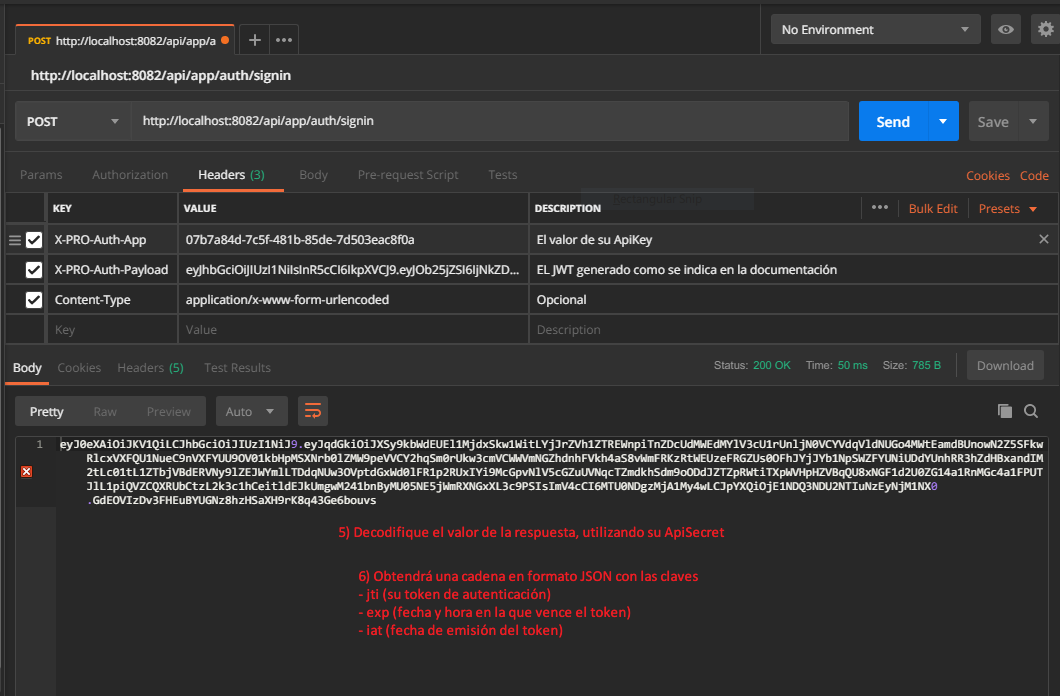 POST http://localhost:8082/api/app/a
No Environment
http://localhost:8082/api/app/auth/signin
POST http://localhost:8082/api/app/auth/signin Send Save
Params Authorization Headers (3) Body Pre-request Script Tests Cookies Code
Rectangular Snip
KEY VALUE DESCRIPTION ••• Bulk Edit Presets
X-PRO-Auth-App 07b7a84d-7c5f-481b-85de-7d503eac8f0a El valor de su ApiKey
X-PRO-Auth-Payload eyJhbGciOiJIUzI1NiIsInR5cCI6IkpXVCJ9.eyJOb25jZSI6IjNkZD... EL JWT generado como se indica en la documentación
Content-Type application/x-www-form-urlencoded Opcional
Key Value Description
Body Cookies Headers (5) Test Results Status: 200 OK Time: 50 ms Size: 785 B Download
Pretty Raw Preview Auto
1
5) Decodifique el valor de la respuesta, utilizando su ApiSecret
6) Obtendrá una cadena en formato JSON con las claves
- jti (su token de autenticación)
- exp (fecha y hora en la que vence el token)
- iat (fecha de emisión del token)